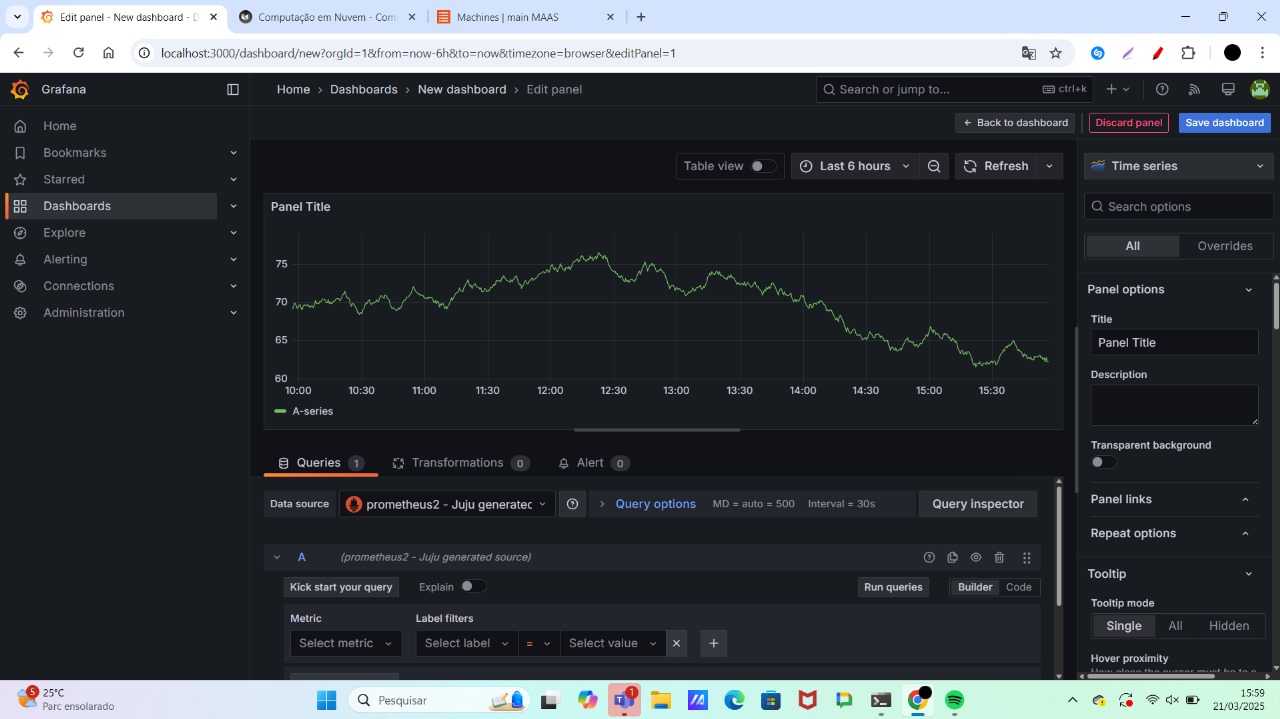 Edit panel - New dashboard - D
Computação em Nuvem - Com
Machines | main MAAS
localhost:3000/dashboard/new?orgId=1&from=now-6h&to=now&timezone=browser&editPanel=1
Grafana
Home › Dashboards › New dashboard › Edit panel
Search or jump to...
ctrl+k
Home
Bookmarks
Starred
Dashboards
Explore
Alerting
Connections
Administration
← Back to dashboard
Discard panel
Save dashboard
Table view
Last 6 hours
Refresh
Time series
Search options
All
Overrides
Panel Title
75
70
65
60
10:00 10:30 11:00 11:30 12:00 12:30 13:00 13:30 14:00 14:30 15:00 15:30
A-series
Panel options
Title
Panel Title
Description
Transparent background
Panel links
Repeat options
Tooltip
Tooltip mode
Single
All
Hidden
Hover proximity
Queries 1
Transformations 0
Alert 0
Data source
prometheus2 - Juju generated
Query options
MD = auto = 500
Interval = 30s
Query inspector
A
(prometheus2 - Juju generated source)
Kick start your query
Explain
Run queries
Builder
Code
Metric
Label filters
Select metric
Select label
=
Select value
5
25°C
Parc ensolarado
Pesquisar
1
15:59
21/03/2025